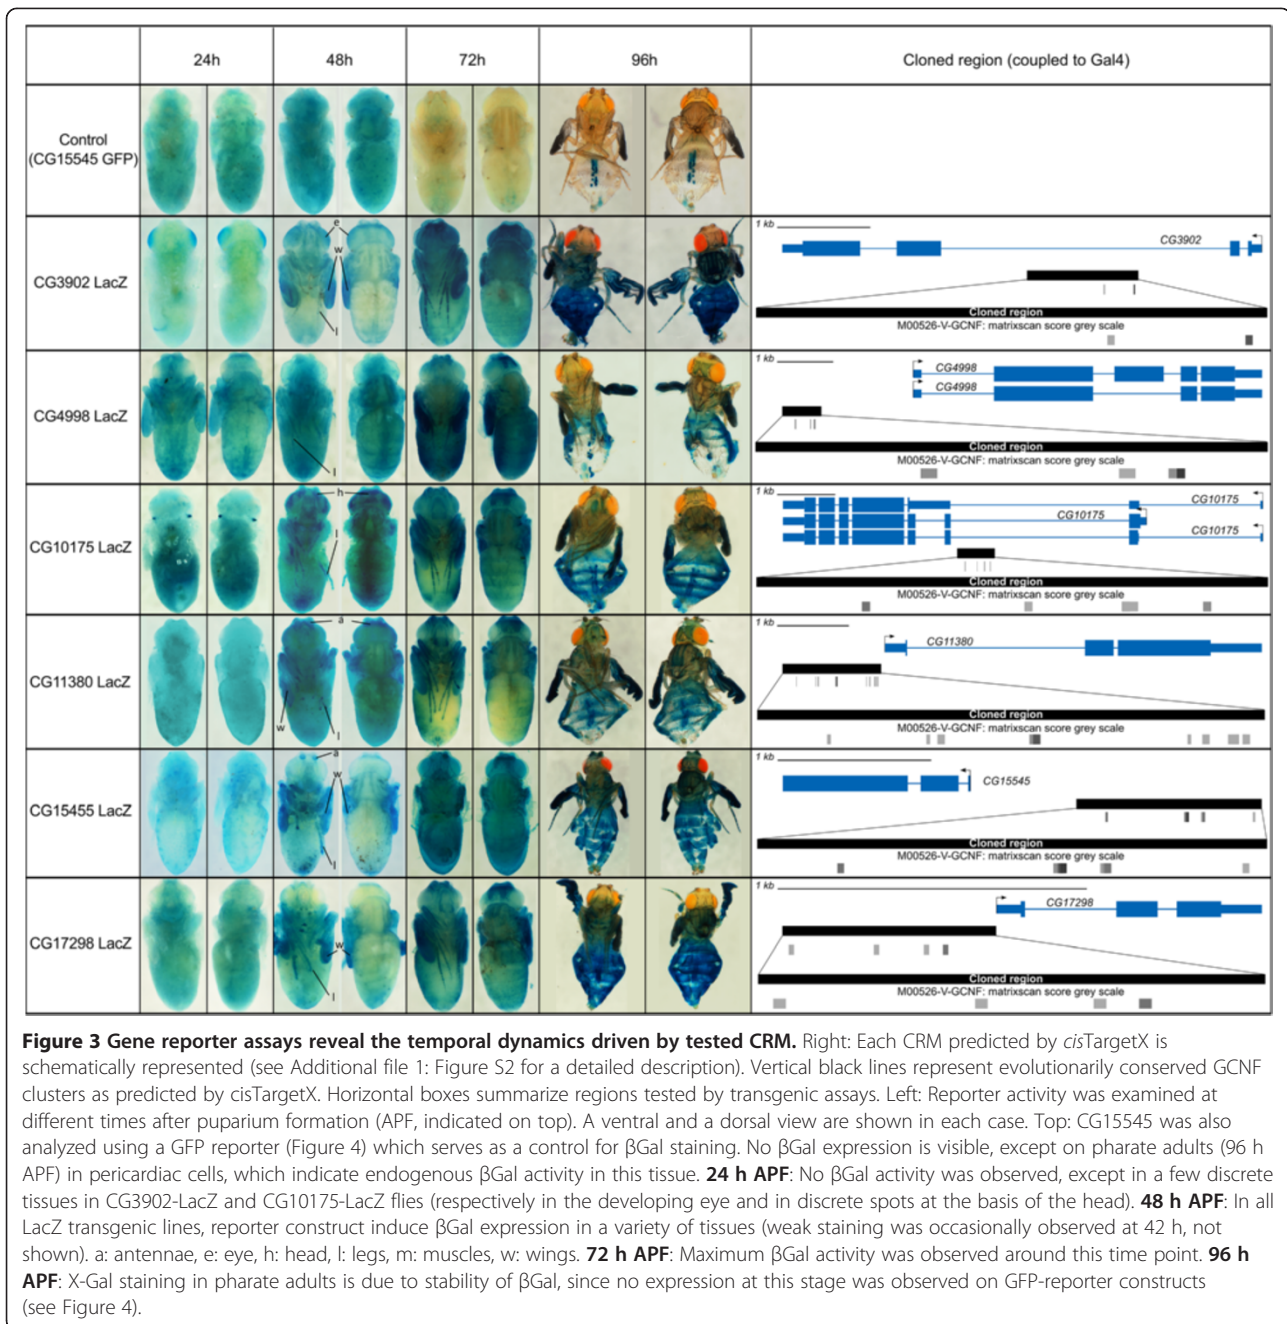 24h 48h 72h 96h Cloned region (coupled to Gal4)
Control
(CG15545 GFP)
CG3902 LacZ
e
w
l
1 kb
CG3902
Cloned region
M00526-V-GCNF: matrixscan score grey scale
CG4998 LacZ
l
1 kb
CG4998
CG4998
Cloned region
M00526-V-GCNF: matrixscan score grey scale
CG10175 LacZ
h
l
1 kb
CG10175
CG10175
CG10175
Cloned region
M00526-V-GCNF: matrixscan score grey scale
CG11380 LacZ
a
w
l
1 kb
CG11380
Cloned region
M00526-V-GCNF: matrixscan score grey scale
CG15455 LacZ
a
w
l
1 kb
CG15545
Cloned region
M00526-V-GCNF: matrixscan score grey scale
CG17298 LacZ
w
l
1 kb
CG17298
Cloned region
M00526-V-GCNF: matrixscan score grey scale
Figure 3 Gene reporter assays reveal the temporal dynamics driven by tested CRM. Right: Each CRM predicted by cisTargetX is
schematically represented (see Additional file 1: Figure S2 for a detailed description). Vertical black lines represent evolutionarily conserved GCNF
clusters as predicted by cisTargetX. Horizontal boxes summarize regions tested by transgenic assays. Left: Reporter activity was examined at
different times after puparium formation (APF, indicated on top). A ventral and a dorsal view are shown in each case. Top: CG15545 was also
analyzed using a GFP reporter (Figure 4) which serves as a control for βGal staining. No βGal expression is visible, except on pharate adults (96 h
APF) in pericardiac cells, which indicate endogenous βGal activity in this tissue. 24 h APF: No βGal activity was observed, except in a few discrete
tissues in CG3902-LacZ and CG10175-LacZ flies (respectively in the developing eye and in discrete spots at the basis of the head). 48 h APF: In all
LacZ transgenic lines, reporter construct induce βGal expression in a variety of tissues (weak staining was occasionally observed at 42 h, not
shown). a: antennae, e: eye, h: head, l: legs, m: muscles, w: wings. 72 h APF: Maximum βGal activity was observed around this time point. 96 h
APF: X-Gal staining in pharate adults is due to stability of βGal, since no expression at this stage was observed on GFP-reporter constructs
(see Figure 4).